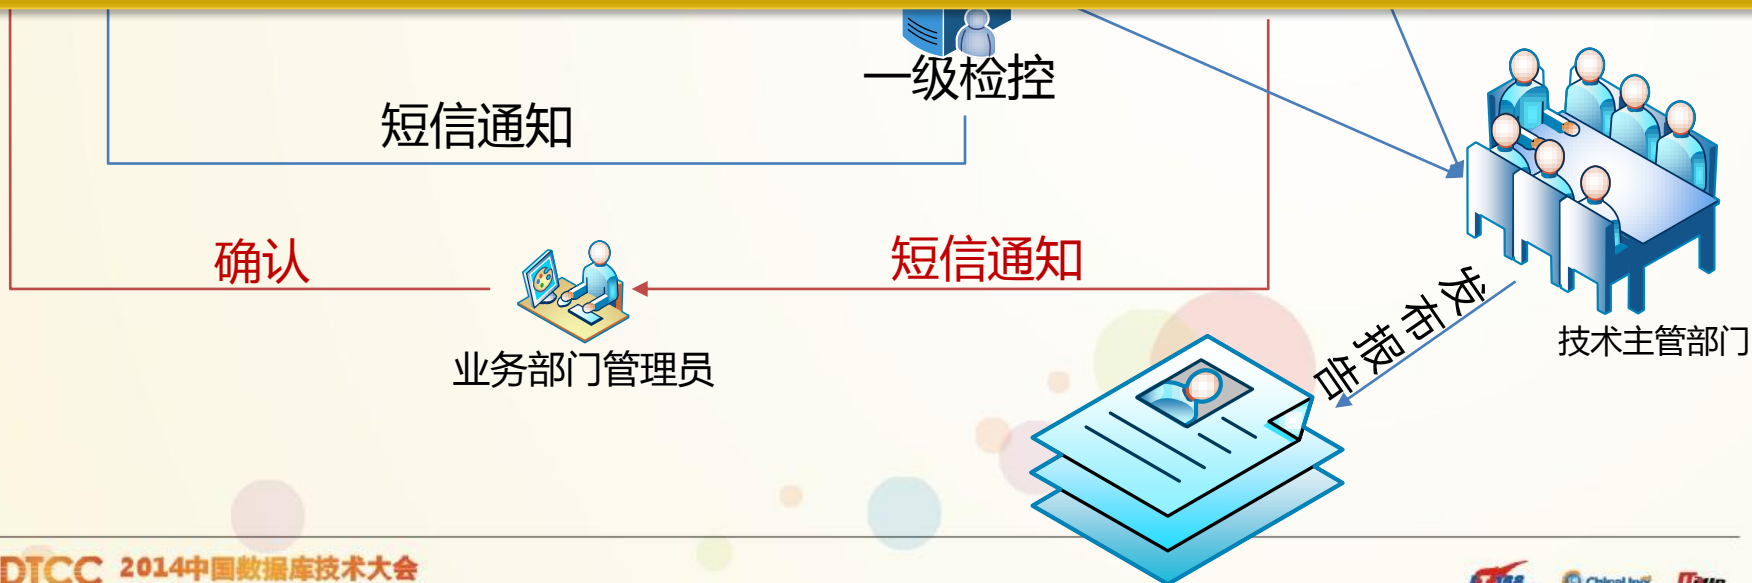 一级检控
短信通知
确认
短信通知
发布报告
技术主管部门
业务部门管理员
DTCC 2014中国数据库技术大会